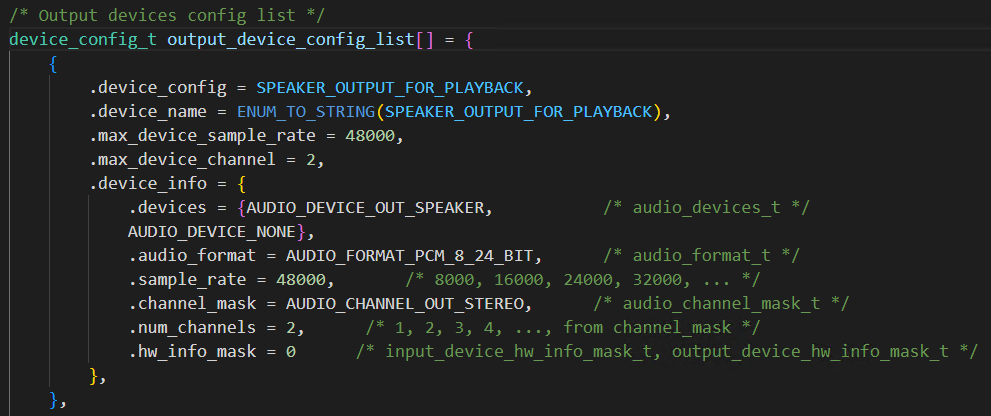 /* Output devices config list */
device_config_t output_device_config_list[] = {
{
.device_config = SPEAKER_OUTPUT_FOR_PLAYBACK,
.device_name = ENUM_TO_STRING(SPEAKER_OUTPUT_FOR_PLAYBACK),
.max_device_sample_rate = 48000,
.max_device_channel = 2,
.device_info = {
.devices = {AUDIO_DEVICE_OUT_SPEAKER, /* audio_devices_t */
AUDIO_DEVICE_NONE},
.audio_format = AUDIO_FORMAT_PCM_8_24_BIT, /* audio_format_t */
.sample_rate = 48000, /* 8000, 16000, 24000, 32000, ... */
.channel_mask = AUDIO_CHANNEL_OUT_STEREO, /* audio_channel_mask_t */
.num_channels = 2, /* 1, 2, 3, 4, ..., from channel_mask */
.hw_info_mask = 0 /* input_device_hw_info_mask_t, output_device_hw_info_mask_t */
},
},